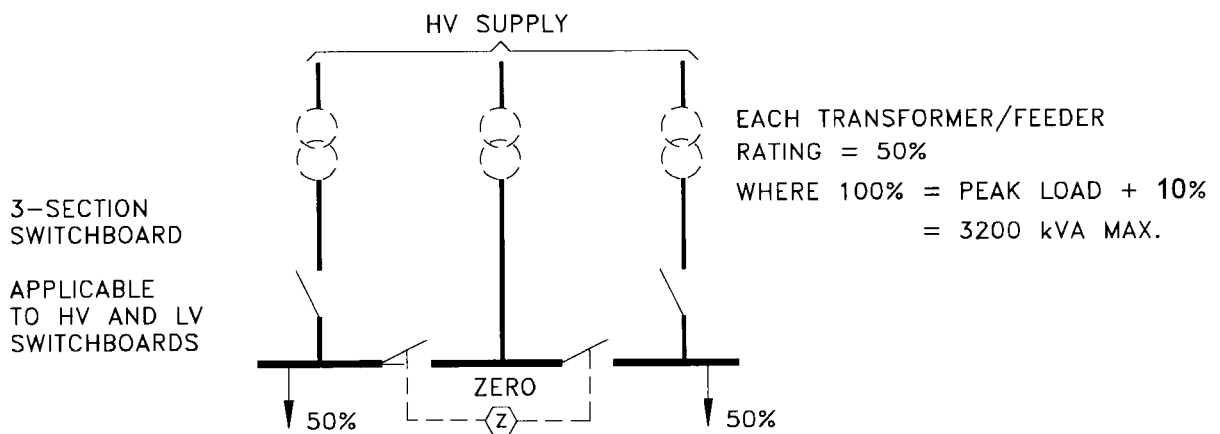 HV SUPPLY
EACH TRANSFORMER/FEEDER
RATING = 50%
WHERE 100% = PEAK LOAD + 10%
= 3200 kVA MAX.
3-SECTION
SWITCHBOARD
APPLICABLE
TO HV AND LV
SWITCHBOARDS
ZERO
Z
50%
50%